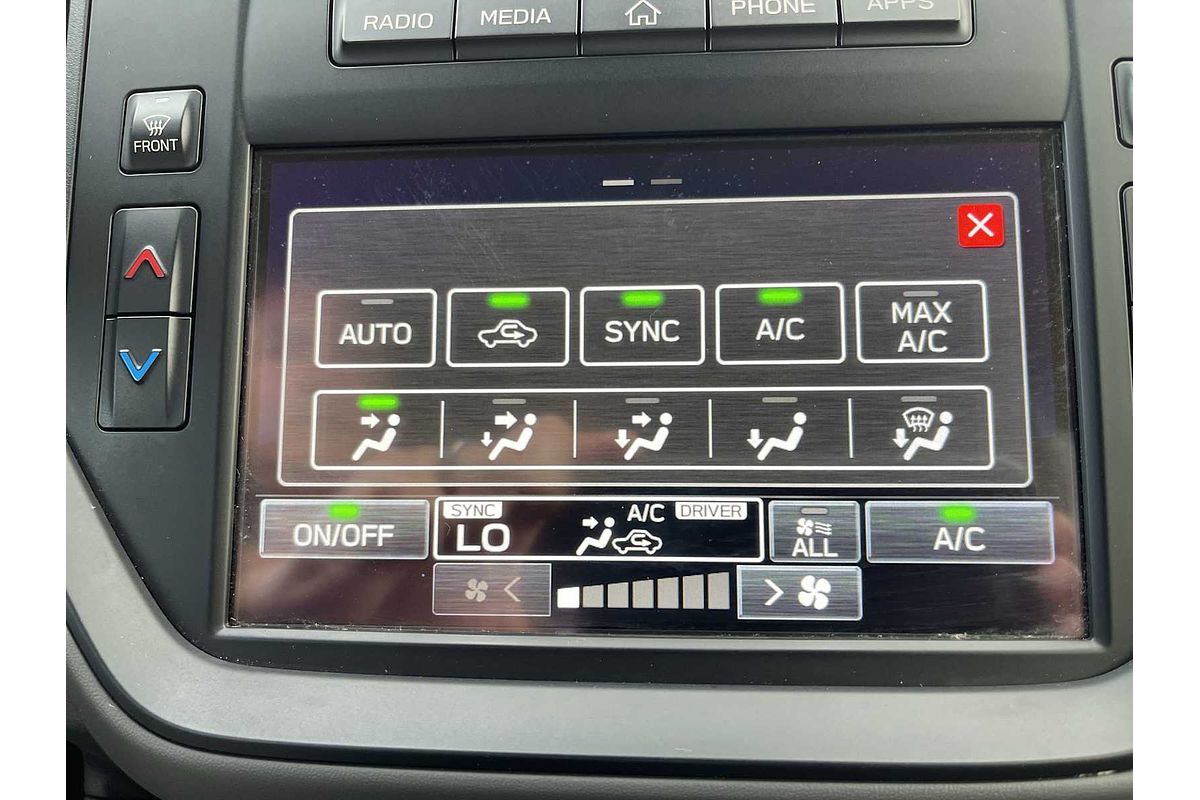 RADIO MEDIA PHONE APPS
FRONT
AUTO SYNC A/C MAX A/C
ON/OFF
SYNC A/C DRIVER
LO
ALL
A/C